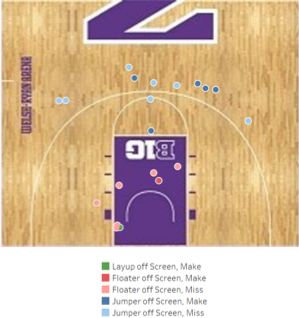 WELSH-RYAN ARENA
B1G
Layup off Screen, Make
Floater off Screen, Make
Floater off Screen, Miss
Jumper off Screen, Make
Jumper off Screen, Miss